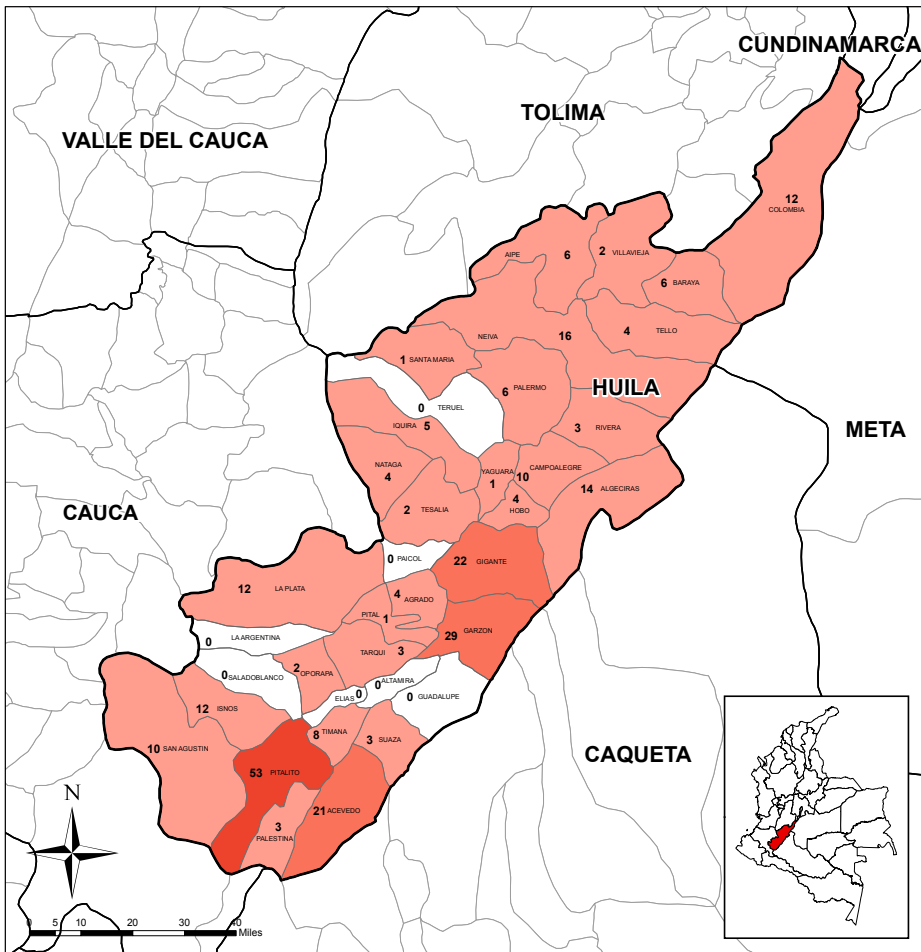 CUNDINAMARCA
TOLIMA
VALLE DEL CAUCA
12
COLOMBIA
AIPE
6
2
VILLAVIEJA
6
BARAYA
NEIVA
16
4
TELLO
1
SANTA MARIA
6
PALERMO
HUILA
0
TERUEL
IQUIRA
5
3
RIVERA
META
NATAGA
4
YAGUARA
1
CAMPOALEGRE
10
14
ALGECIRAS
2
TESALIA
4
HOBO
CAUCA
0
PAICOL
22
GIGANTE
12
LA PLATA
4
AGRADO
PITAL
1
29
GARZON
0
LA ARGENTINA
TARQUI
3
0
SALADOBLANCO
2
OPORAPA
0
ALTAMIRA
ELIAS
0
0
GUADALUPE
12
ISNOS
8
TIMANA
3
SUAZA
10
SAN AGUSTIN
CAQUETA
53
PITALITO
21
ACEVEDO
3
PALESTINA
N
0 5 10 20 30 40
Miles